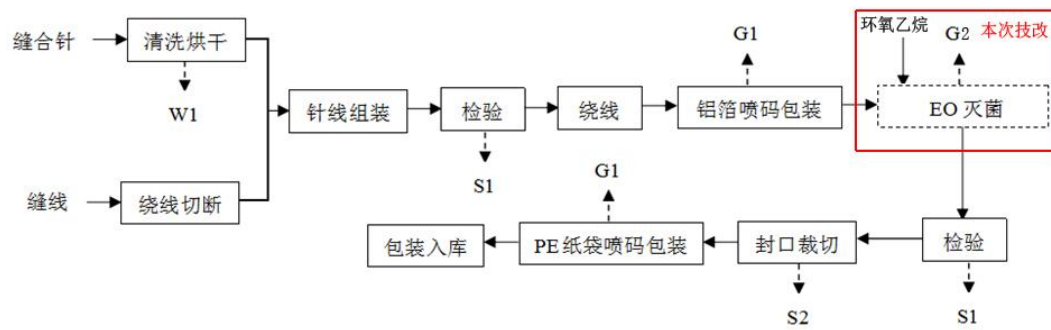 环氧乙烷
G2 本次技改
G1
缝合针
清洗烘干
W1
针线组装
检验
绕线
铝箔喷码包装
EO 灭菌
S1
缝线
绕线切断
G1
包装入库
PE 纸袋喷码包装
封口裁切
检验
S2
S1